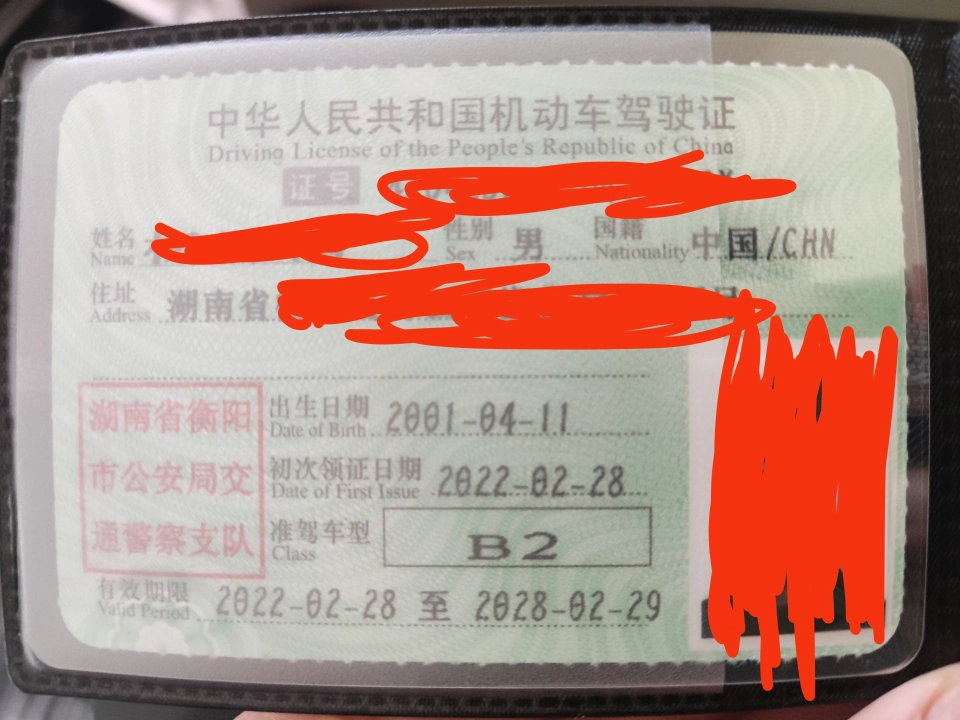 中华人民共和国机动车驾驶证
Driving License of the People's Republic of China
证号
姓名 Name 性别 Sex 男 国籍 Nationality 中国/CHN
住址 Address 湖南省
湖南省衡阳
市公安局交
通警察支队
出生日期 Date of Birth 2001-04-11
初次领证日期 Date of First Issue 2022-02-28
准驾车型 Class B2
有效期限 Valid Period 2022-02-28 至 2028-02-29